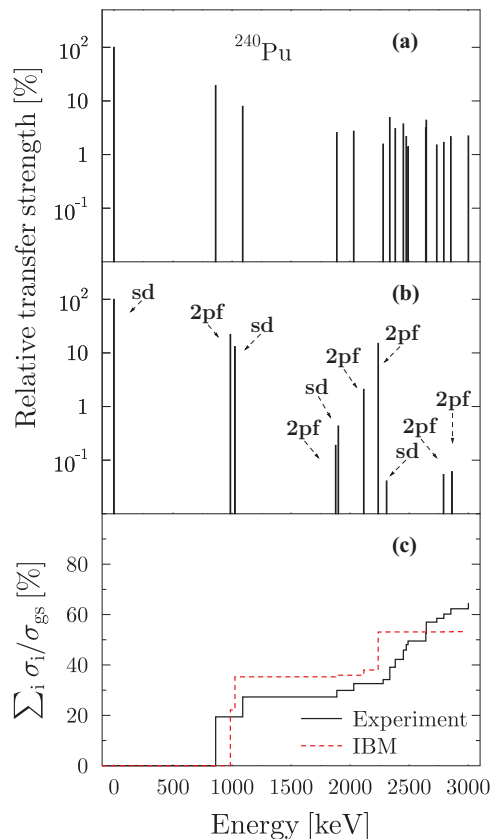 Relative transfer strength [%]
²⁴⁰Pu
(a)
10²
10
1
10⁻¹
(b)
10²
10
1
10⁻¹
sd
2pf
sd
2pf
sd
2pf
2pf
sd
2pf
2pf
(c)
∑ᵢ σᵢ/σgs [%]
80
60
40
20
0
Experiment
IBM
0 500 1000 1500 2000 2500 3000
Energy [keV]